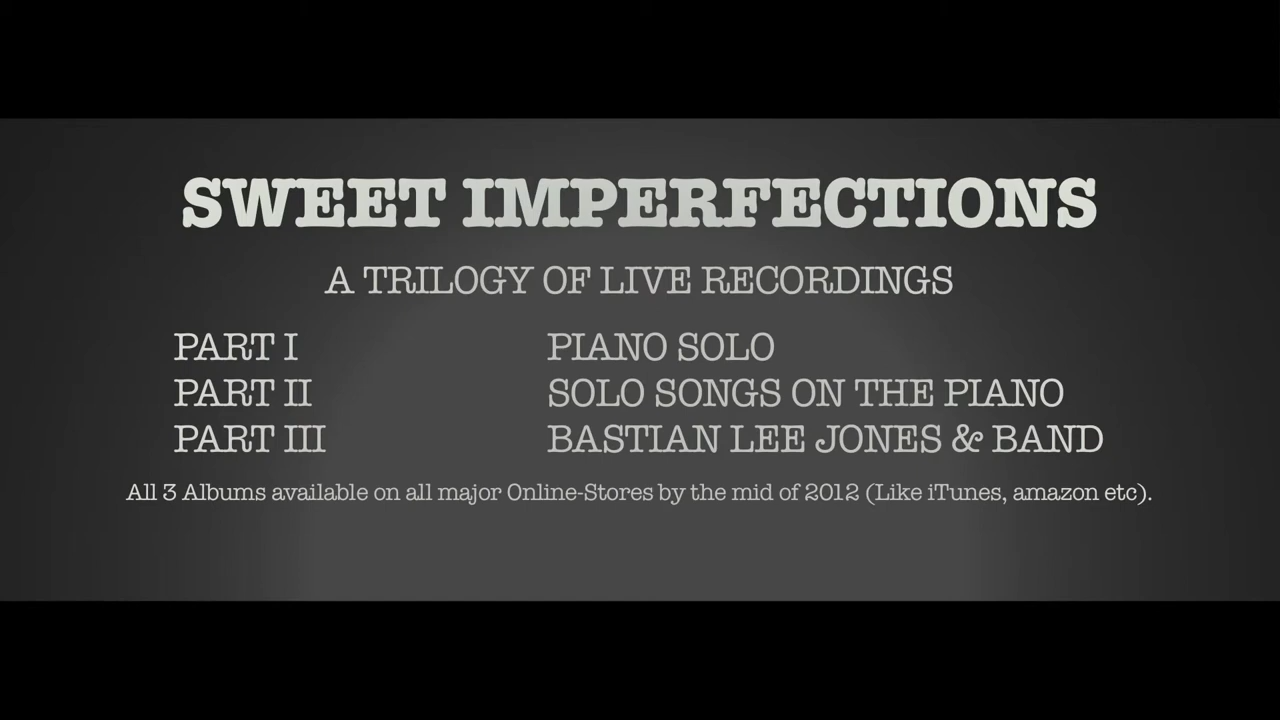 SWEET IMPERFECTIONS
A TRILOGY OF LIVE RECORDINGS
PART I PIANO SOLO
PART II SOLO SONGS ON THE PIANO
PART III BASTIAN LEE JONES & BAND
All 3 Albums available on all major Online-Stores by the mid of 2012 (Like iTunes, amazon etc).